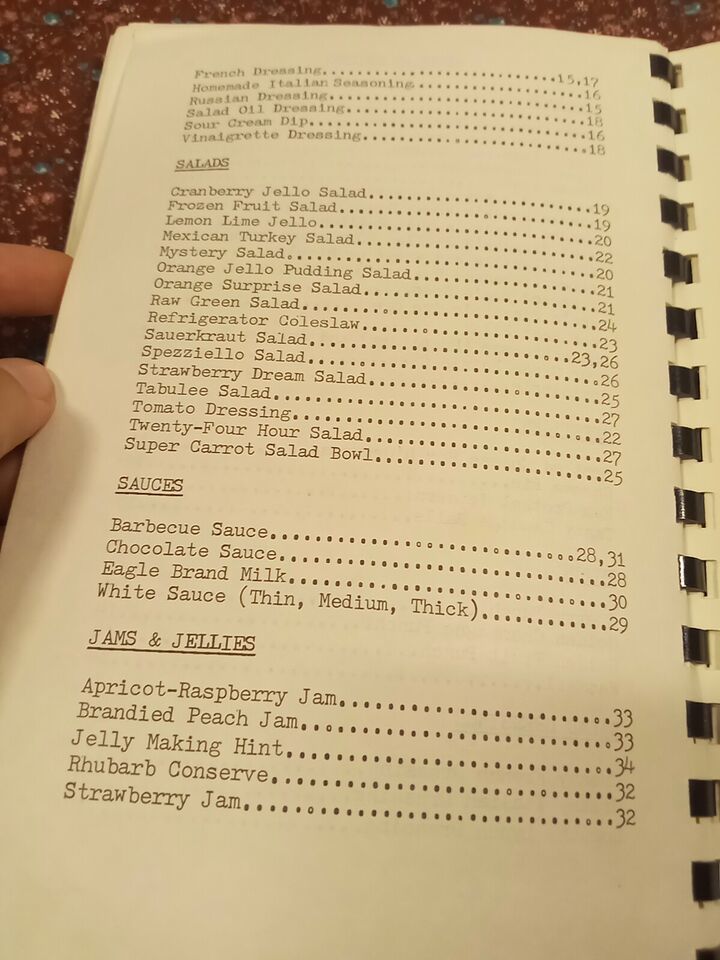 French Dressing..............................15,17
Homemade Italian Seasoning......................16
Russian Dressing................................15
Salad Oil Dressing..............................18
Sour Cream Dip..................................16
Vinaigrette Dressing............................18
SALADS
Cranberry Jello Salad...........................19
Frozen Fruit Salad..............................19
Lemon Lime Jello................................20
Mexican Turkey Salad............................22
Mystery Salad...................................20
Orange Jello Pudding Salad......................21
Orange Surprise Salad...........................21
Raw Green Salad.................................24
Refrigerator Coleslaw...........................23
Sauerkraut Salad.............................23,26
Spezziello Salad................................26
Strawberry Dream Salad..........................25
Tabulee Salad...................................27
Tomato Dressing.................................22
Twenty-Four Hour Salad..........................27
Super Carrot Salad Bowl.........................25
SAUCES
Barbecue Sauce...............................28,31
Chocolate Sauce.................................28
Eagle Brand Milk................................30
White Sauce (Thin, Medium, Thick)...............29
JAMS & JELLIES
Apricot-Raspberry Jam...........................33
Brandied Peach Jam..............................33
Jelly Making Hint...............................34
Rhubarb Conserve................................32
Strawberry Jam..................................32